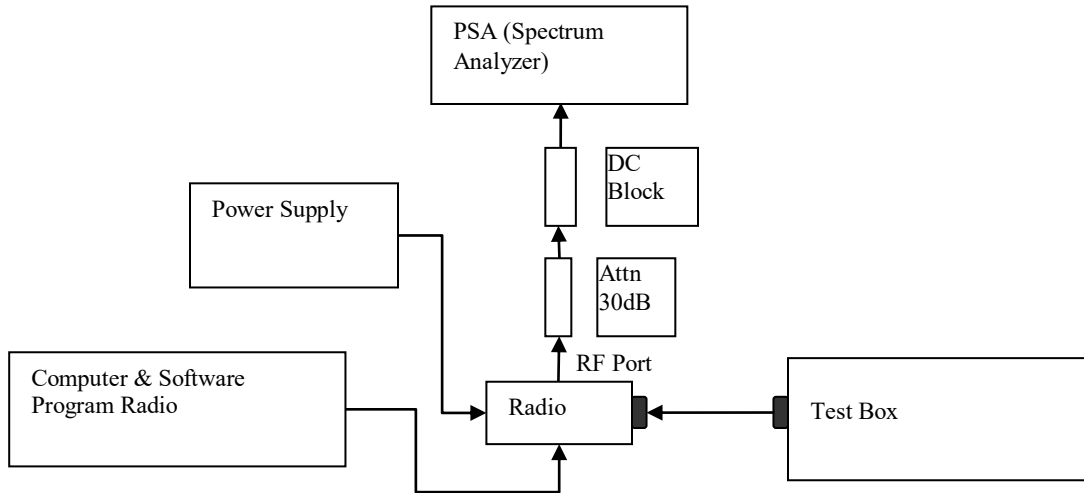 PSA (Spectrum
Analyzer)
DC
Block
Power Supply
Attn
30dB
RF Port
Computer & Software
Program Radio
Radio
Test Box